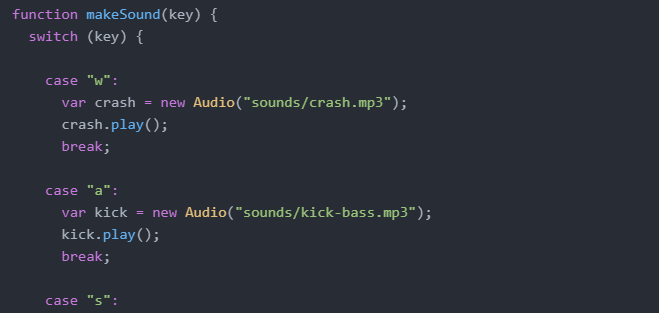 function makeSound(key) {
  switch (key) {

    case "w":
      var crash = new Audio("sounds/crash.mp3");
      crash.play();
      break;

    case "a":
      var kick = new Audio("sounds/kick-bass.mp3");
      kick.play();
      break;

    case "s":